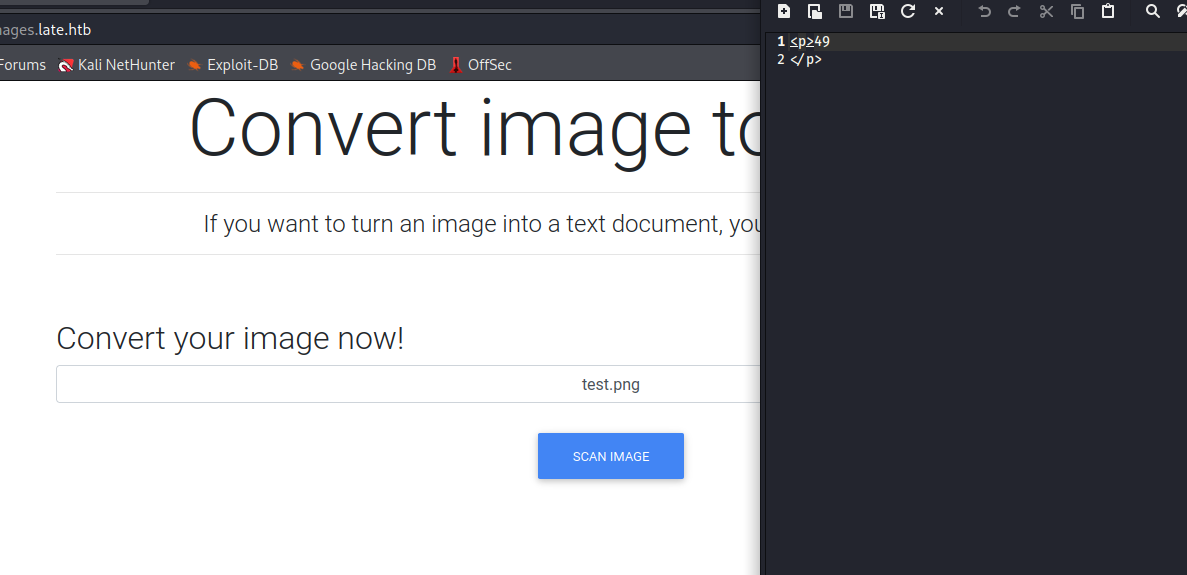 ages.late.htb
Forums Kali NetHunter Exploit-DB Google Hacking DB OffSec
Convert image to
If you want to turn an image into a text document, you
Convert your image now!
test.png
SCAN IMAGE
1 <p>49
2 </p>